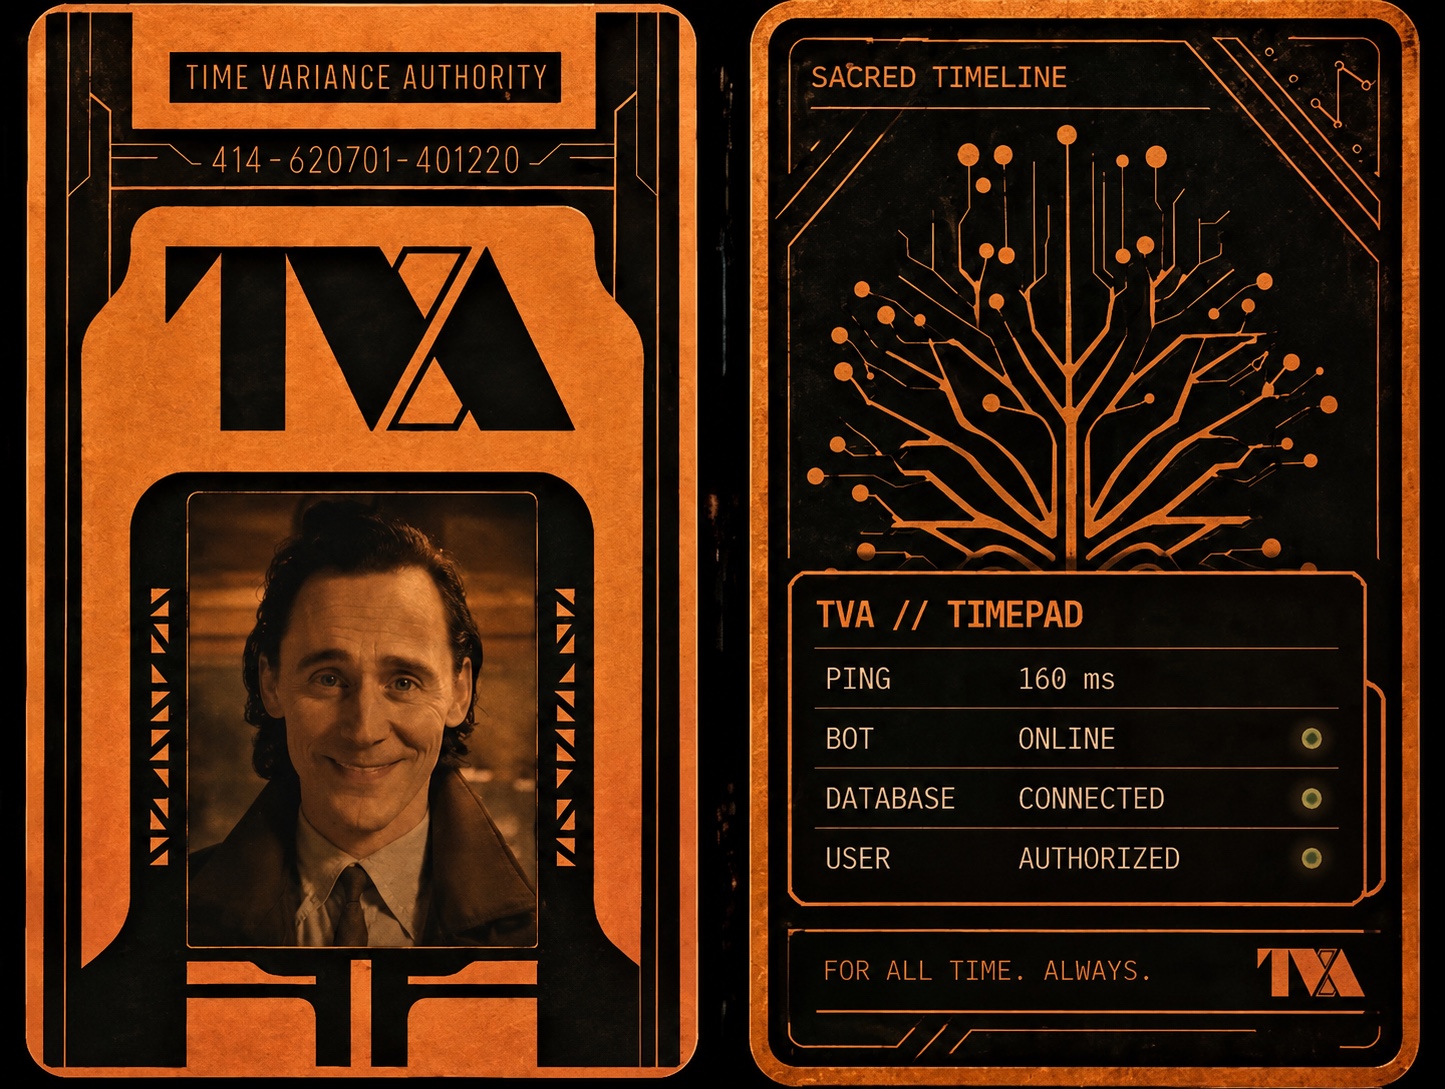 TIME VARIANCE AUTHORITY
414-620701-401220
TVA
SACRED TIMELINE
TVA // TIMEPAD
PING 160 ms
BOT ONLINE
DATABASE CONNECTED
USER AUTHORIZED
FOR ALL TIME. ALWAYS.
TVA